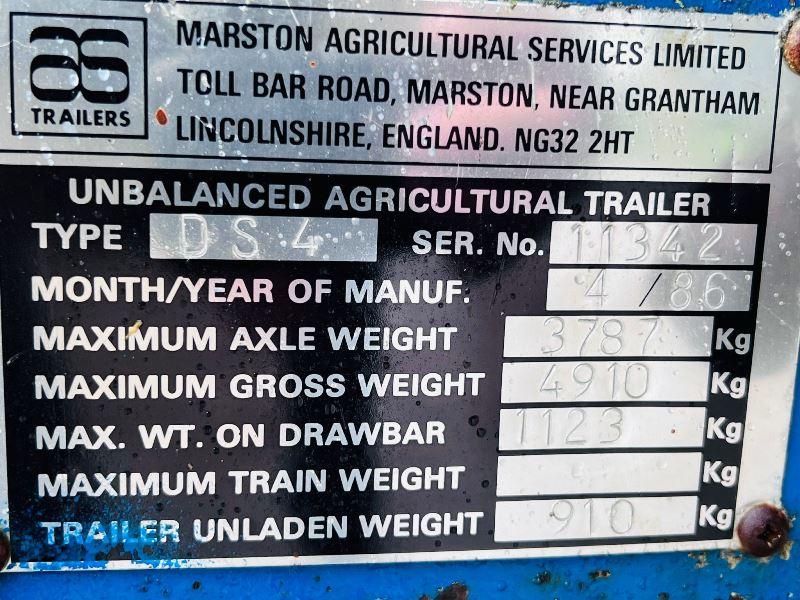 as
TRAILERS
MARSTON AGRICULTURAL SERVICES LIMITED
TOLL BAR ROAD, MARSTON, NEAR GRANTHAM
LINCOLNSHIRE, ENGLAND. NG32 2HT
UNBALANCED AGRICULTURAL TRAILER
TYPE DS4 SER. No. 11342
MONTH/YEAR OF MANUF. 4/86
MAXIMUM AXLE WEIGHT 3787 Kg
MAXIMUM GROSS WEIGHT 4910 Kg
MAX. WT. ON DRAWBAR 1123 Kg
MAXIMUM TRAIN WEIGHT - Kg
TRAILER UNLADEN WEIGHT 910 Kg